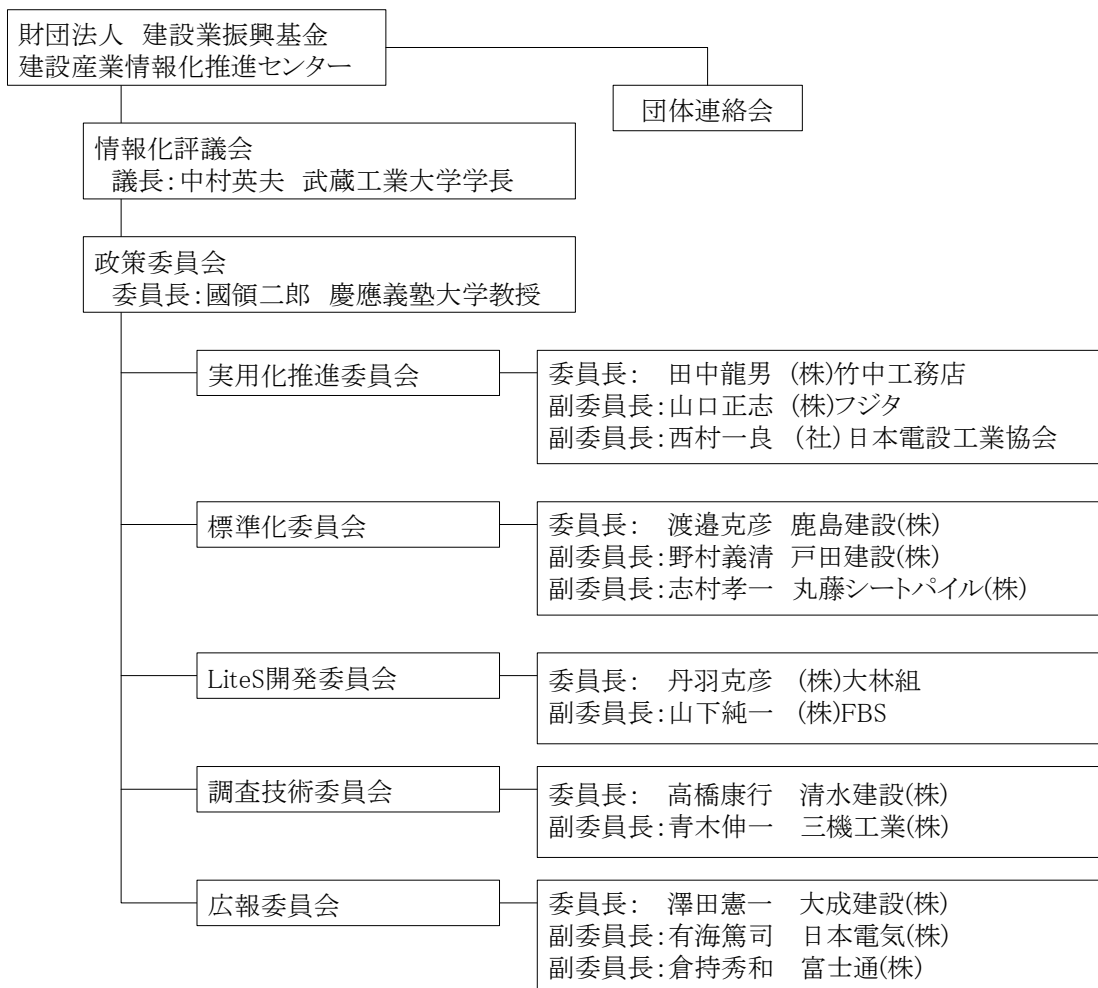 財団法人 建設業振興基金
建設産業情報化推進センター
団体連絡会
情報化評議会
議長：中村英夫 武蔵工業大学学長
政策委員会
委員長：國領二郎 慶應義塾大学教授
実用化推進委員会
委員長： 田中龍男 (株)竹中工務店
副委員長：山口正志 (株)フジタ
副委員長：西村一良 (社)日本電設工業協会
標準化委員会
委員長： 渡邉克彦 鹿島建設(株)
副委員長：野村義清 戸田建設(株)
副委員長：志村孝一 丸藤シートパイル(株)
LiteS開発委員会
委員長： 丹羽克彦 (株)大林組
副委員長：山下純一 (株)FBS
調査技術委員会
委員長： 高橋康行 清水建設(株)
副委員長：青木伸一 三機工業(株)
広報委員会
委員長： 澤田憲一 大成建設(株)
副委員長：有海篤司 日本電気(株)
副委員長：倉持秀和 富士通(株)